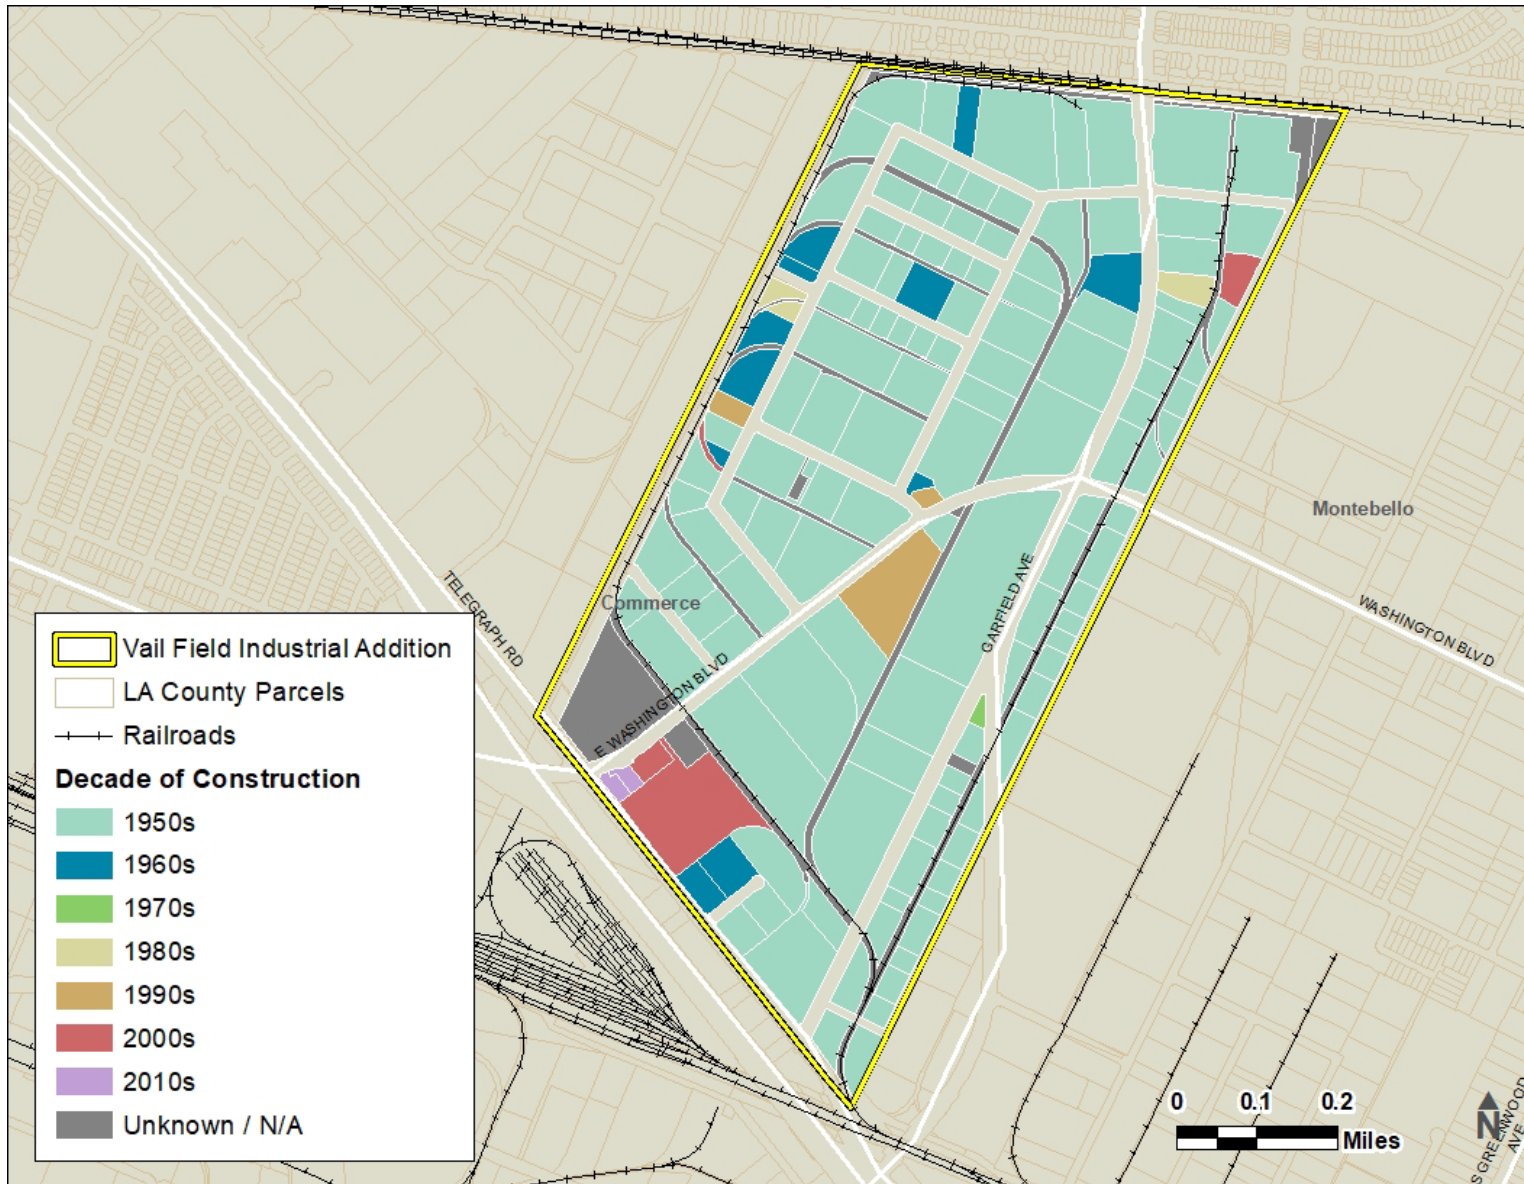 Montebello
Commerce
TELEGRAPH RD
E WASHINGTON BLVD
GARFIELD AVE
WASHINGTON BLVD
S GREENWOOD
AVE
Vail Field Industrial Addition
LA County Parcels
Railroads
Decade of Construction
1950s
1960s
1970s
1980s
1990s
2000s
2010s
Unknown / N/A
0 0.1 0.2
Miles
N